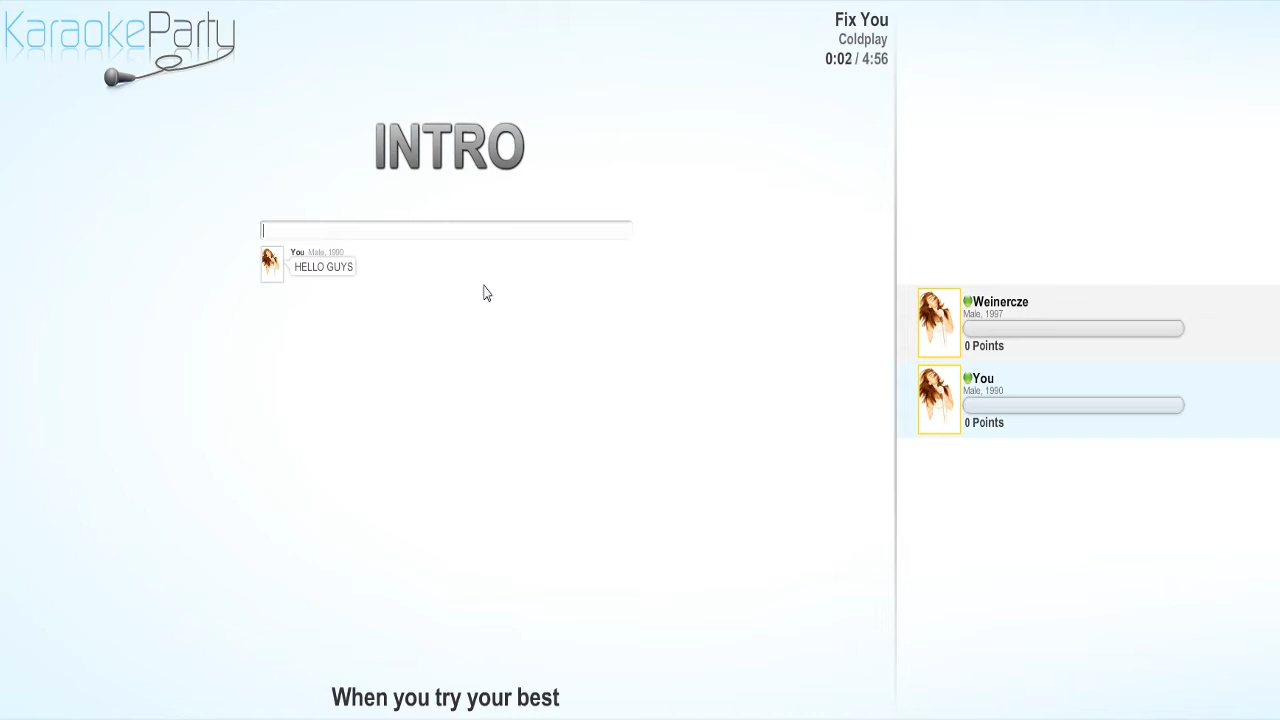 KaraokeParty
Fix You
Coldplay
0:02 / 4:56
INTRO
You Male, 1990
HELLO GUYS
Weinercze
Male, 1997
0 Points
You
Male, 1990
0 Points
When you try your best